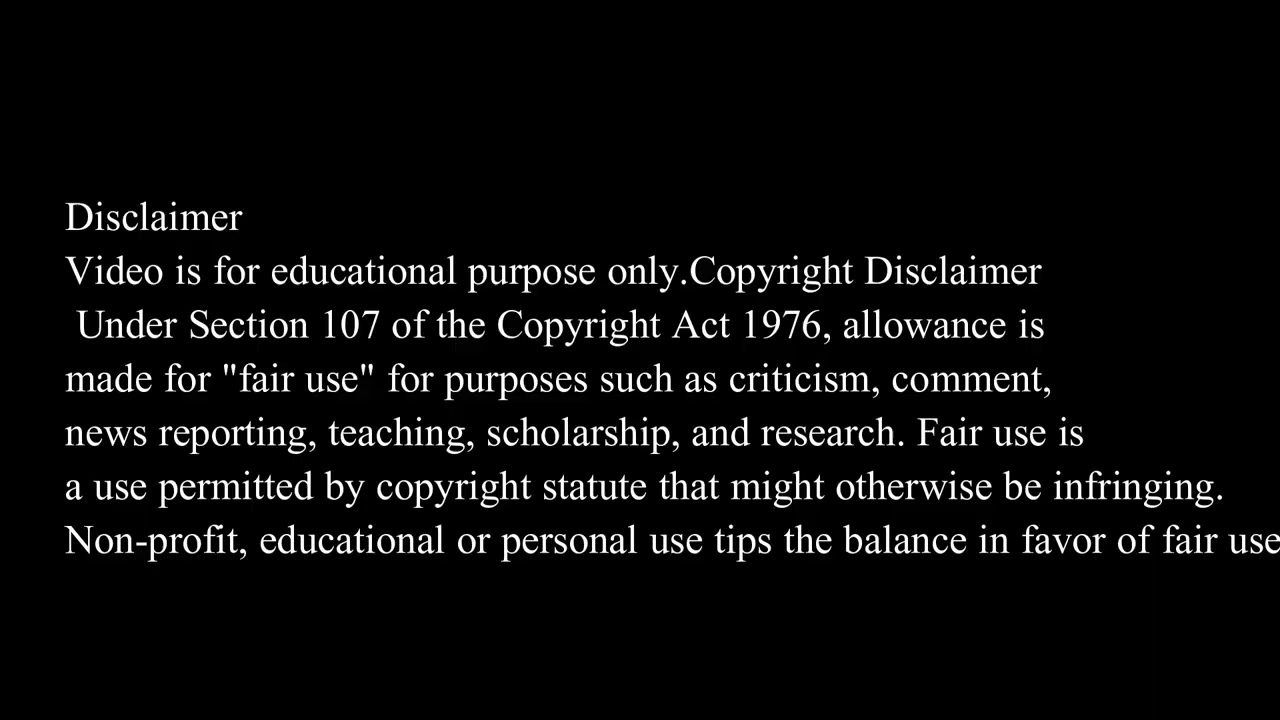 Disclaimer
Video is for educational purpose only.Copyright Disclaimer
Under Section 107 of the Copyright Act 1976, allowance is
made for "fair use" for purposes such as criticism, comment,
news reporting, teaching, scholarship, and research. Fair use is
a use permitted by copyright statute that might otherwise be infringing.
Non-profit, educational or personal use tips the balance in favor of fair use